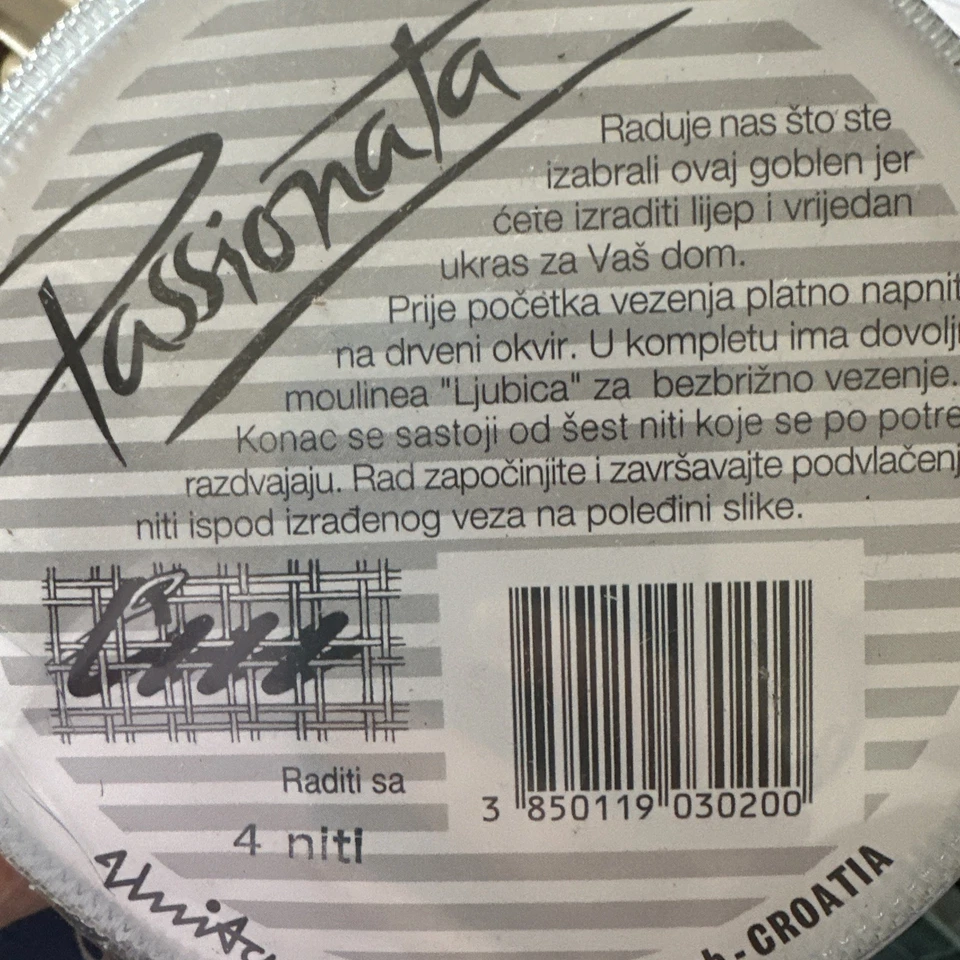 Passionata
Raduje nas što ste
izabrali ovaj goblen jer
ćete izraditi lijep i vrijedan
ukras za Vaš dom.
Prije početka vezenja platno napnit
na drveni okvir. U kompletu ima dovolj
moulinea "Ljubica" za bezbrižno vezenje.
Konac se sastoji od šest niti koje se po potre
razdvajaju. Rad započinjite i završavajte podvlačenj
niti ispod izrađenog veza na poleđini slike.
Raditi sa
4 niti
3 850119 030200
- CROATIA